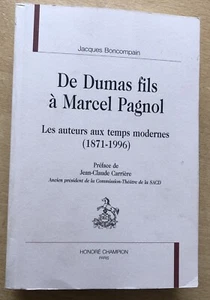 Jacques Boncompain
De Dumas fils
à Marcel Pagnol
Les auteurs aux temps modernes
(1871-1996)
Préface de
Jean-Claude Carrière
Ancien président de la Commission-Théâtre de la SACD
HONORÉ CHAMPION
PARIS